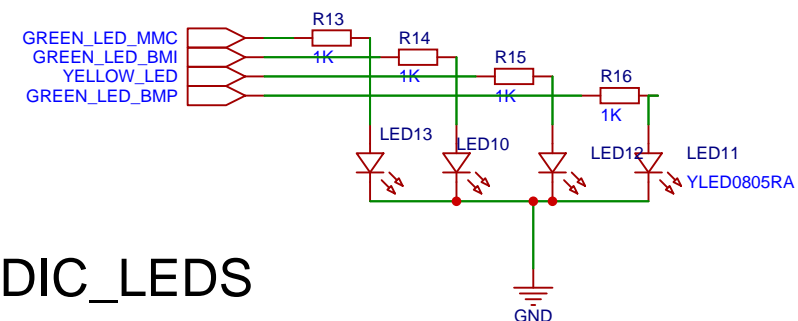 R13
GREEN_LED_MMC
1K
R14
GREEN_LED_BMI
1K
R15
YELLOW_LED
1K
R16
GREEN_LED_BMP
1K
LED13
LED10
LED12
LED11
YLED0805RA
DIC_LEDS
GND